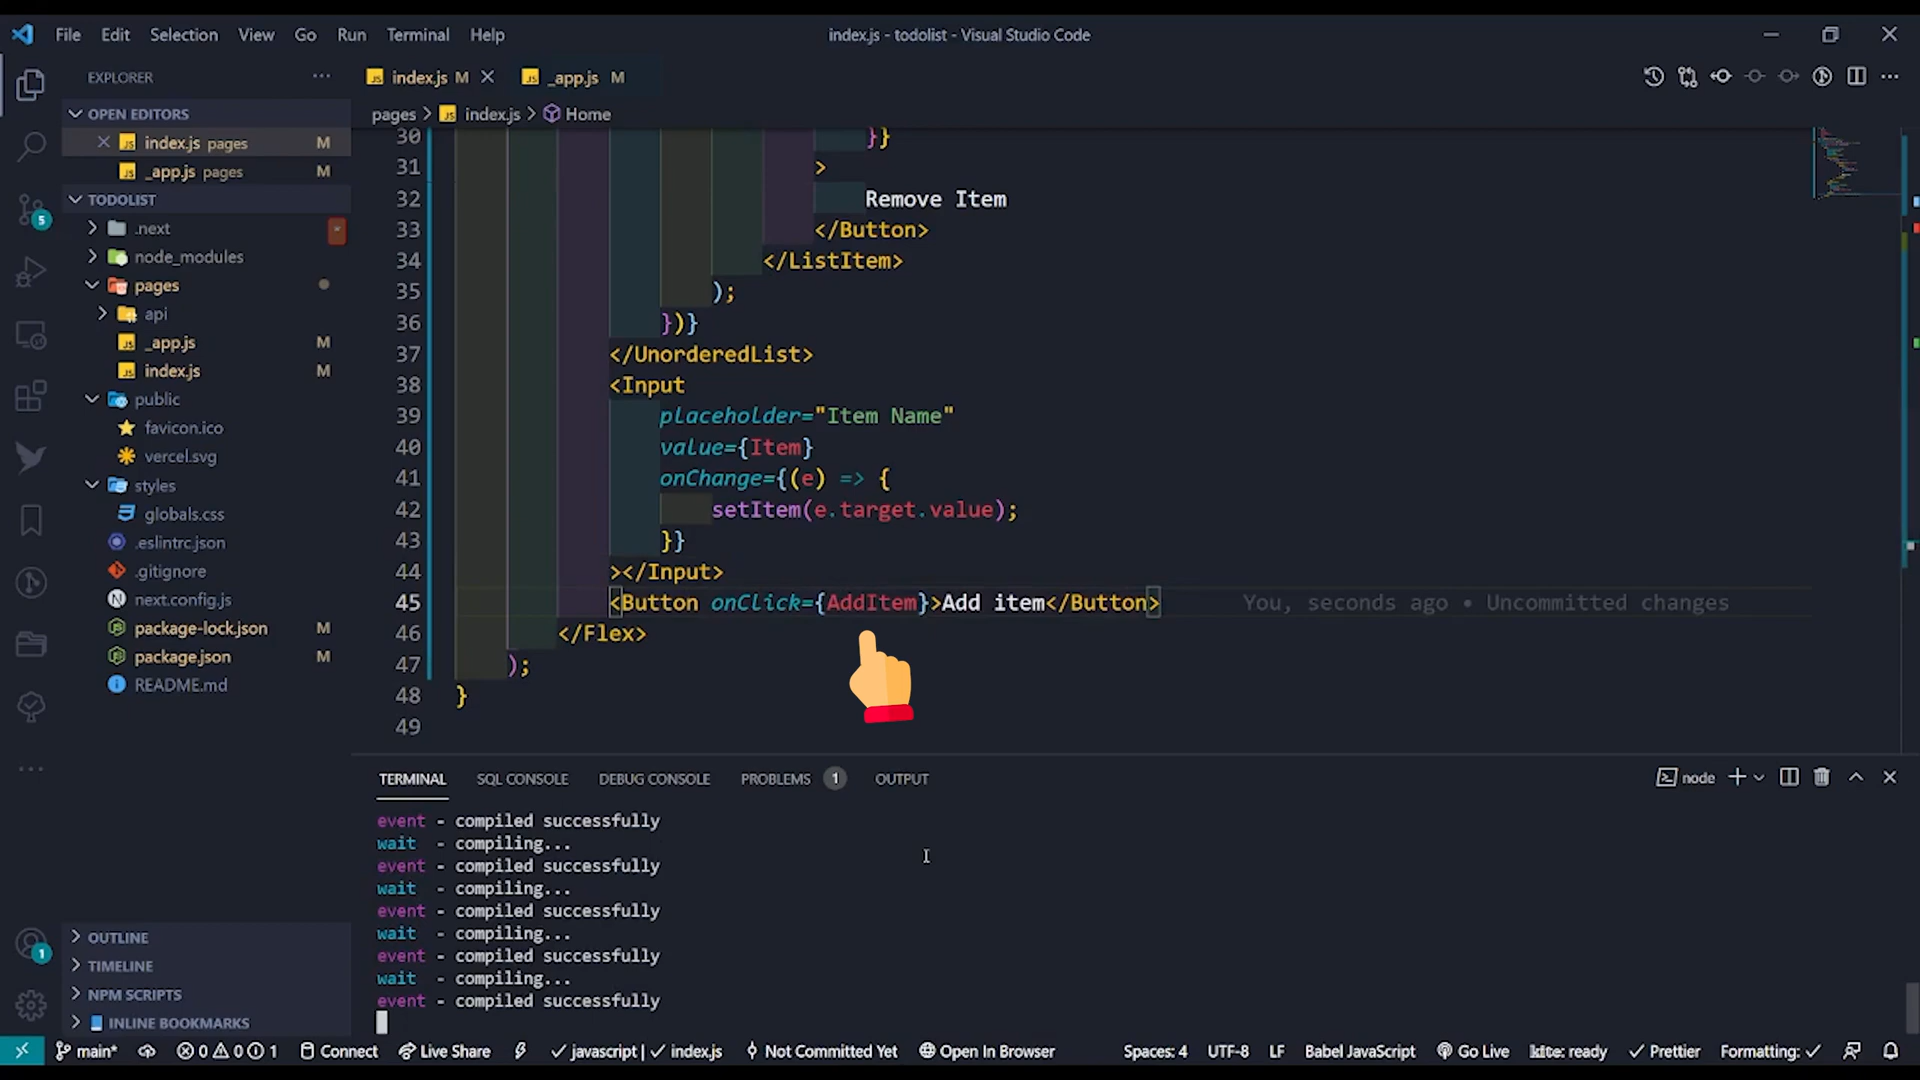 File Edit Selection View Go Run Terminal Help
index.js - todolist - Visual Studio Code
EXPLORER
OPEN EDITORS
index.js pages M
_app.js pages M
TODOLIST
.next
node_modules
pages
api
_app.js M
index.js M
public
favicon.ico
vercel.svg
styles
globals.css
.eslintrc.json
.gitignore
next.config.js
package-lock.json M
package.json M
README.md
OUTLINE
TIMELINE
NPM SCRIPTS
INLINE BOOKMARKS
5
1
index.js M _app.js M
pages > index.js > Home
30 }}
31 >
32 Remove Item
33 </Button>
34 </ListItem>
35 );
36 })}
37 </UnorderedList>
38 <Input
39 placeholder="Item Name"
40 value={Item}
41 onChange={(e) => {
42 setItem(e.target.value);
43 }}
44 ></Input>
45 <Button onClick={AddItem}>Add item</Button> You, seconds ago • Uncommitted changes
46 </Flex>
47 );
48 }
49
TERMINAL SQL CONSOLE DEBUG CONSOLE PROBLEMS 1 OUTPUT
node
event - compiled successfully
wait - compiling...
event - compiled successfully
wait - compiling...
event - compiled successfully
wait - compiling...
event - compiled successfully
wait - compiling...
event - compiled successfully
main* 0 0 1 Connect Live Share javascript | index.js Not Committed Yet Open In Browser Spaces: 4 UTF-8 LF Babel JavaScript Go Live kite: ready Prettier Formatting: